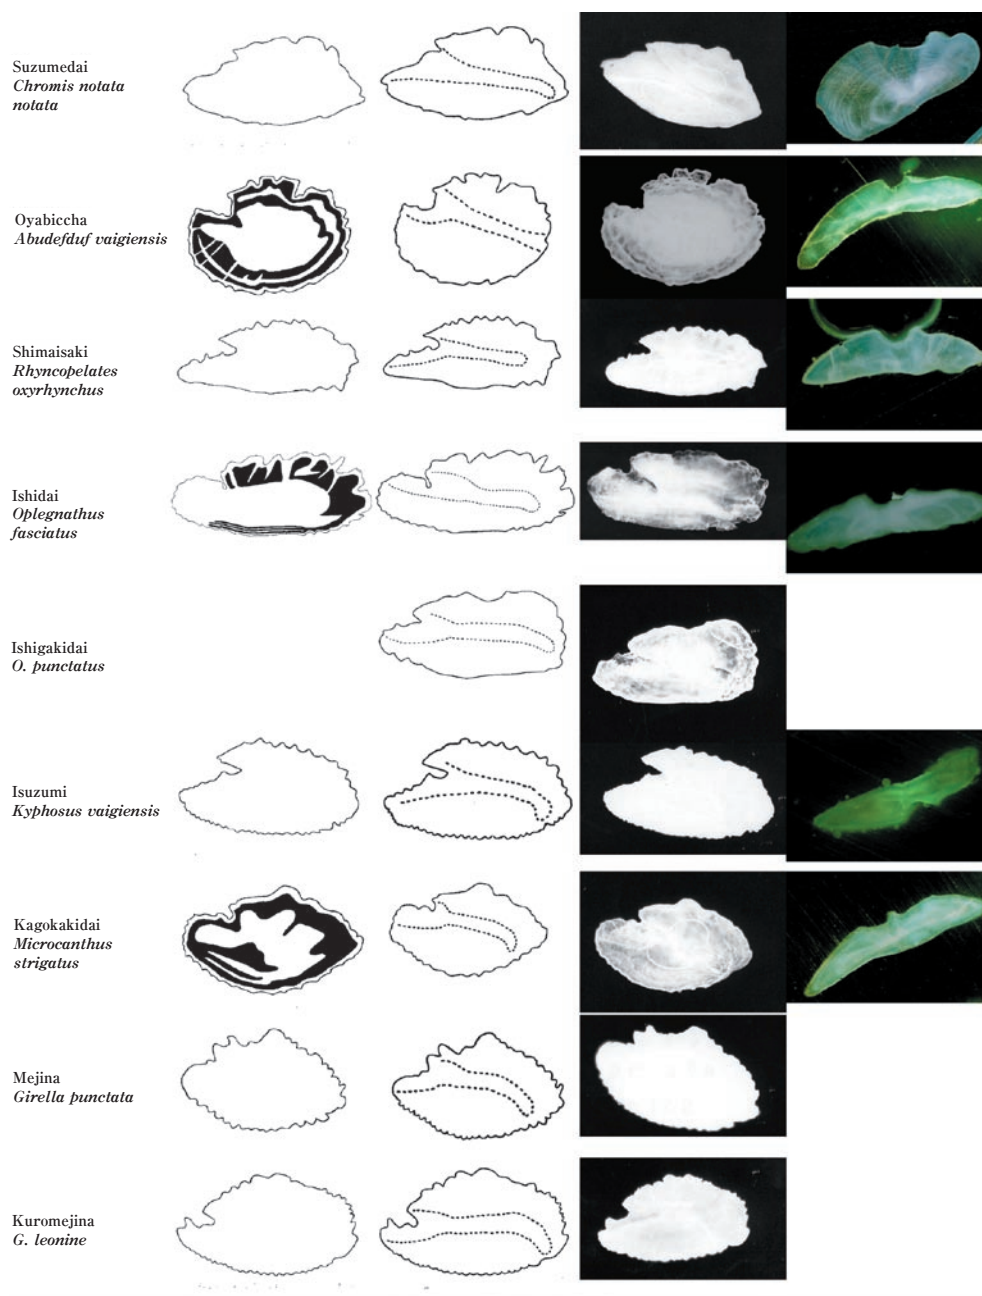 Suzumedai
Chromis notata
notata
Oyabiccha
Abudefduf vaigiensis
Shimaisaki
Rhyncopelates
oxyrhynchus
Ishidai
Oplegnathus
fasciatus
Ishigakidai
O. punctatus
Isuzumi
Kyphosus vaigiensis
Kagokakidai
Microcanthus
strigatus
Mejina
Girella punctata
Kuromejina
G. leonine